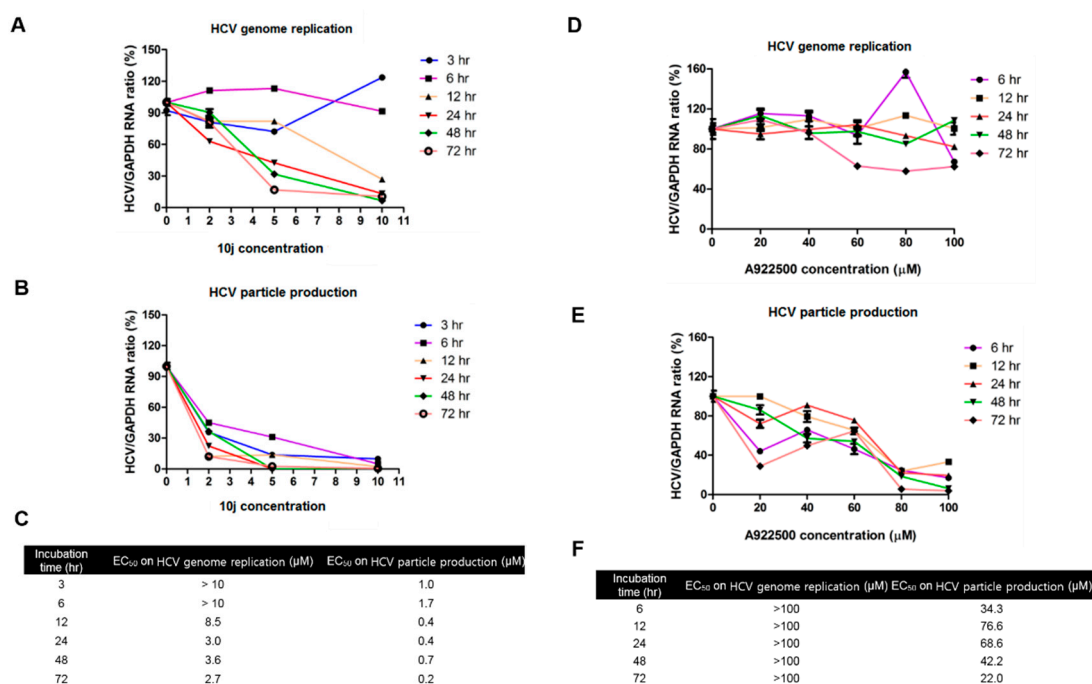 A
HCV genome replication
HCV/GAPDH RNA ratio (%)
150
120
90
60
30
0
0 1 2 3 4 5 6 7 8 9 10 11
10j concentration
3 hr
6 hr
12 hr
24 hr
48 hr
72 hr
B
HCV particle production
HCV/GAPDH RNA ratio (%)
150
120
90
60
30
0
0 1 2 3 4 5 6 7 8 9 10 11
10j concentration
3 hr
6 hr
12 hr
24 hr
48 hr
72 hr
C
Incubation time (hr) EC₅₀ on HCV genome replication (µM) EC₅₀ on HCV particle production (µM)
3 > 10 1.0
6 > 10 1.7
12 8.5 0.4
24 3.0 0.4
48 3.6 0.7
72 2.7 0.2
D
HCV genome replication
HCV/GAPDH RNA ratio (%)
160
120
80
40
0
0 20 40 60 80 100
A922500 concentration (µM)
6 hr
12 hr
24 hr
48 hr
72 hr
E
HCV particle production
HCV/GAPDH RNA ratio (%)
160
120
80
40
0
0 20 40 60 80 100
A922500 concentration (µM)
6 hr
12 hr
24 hr
48 hr
72 hr
F
Incubation time (hr) EC₅₀ on HCV genome replication (µM) EC₅₀ on HCV particle production (µM)
6 >100 34.3
12 >100 76.6
24 >100 68.6
48 >100 42.2
72 >100 22.0